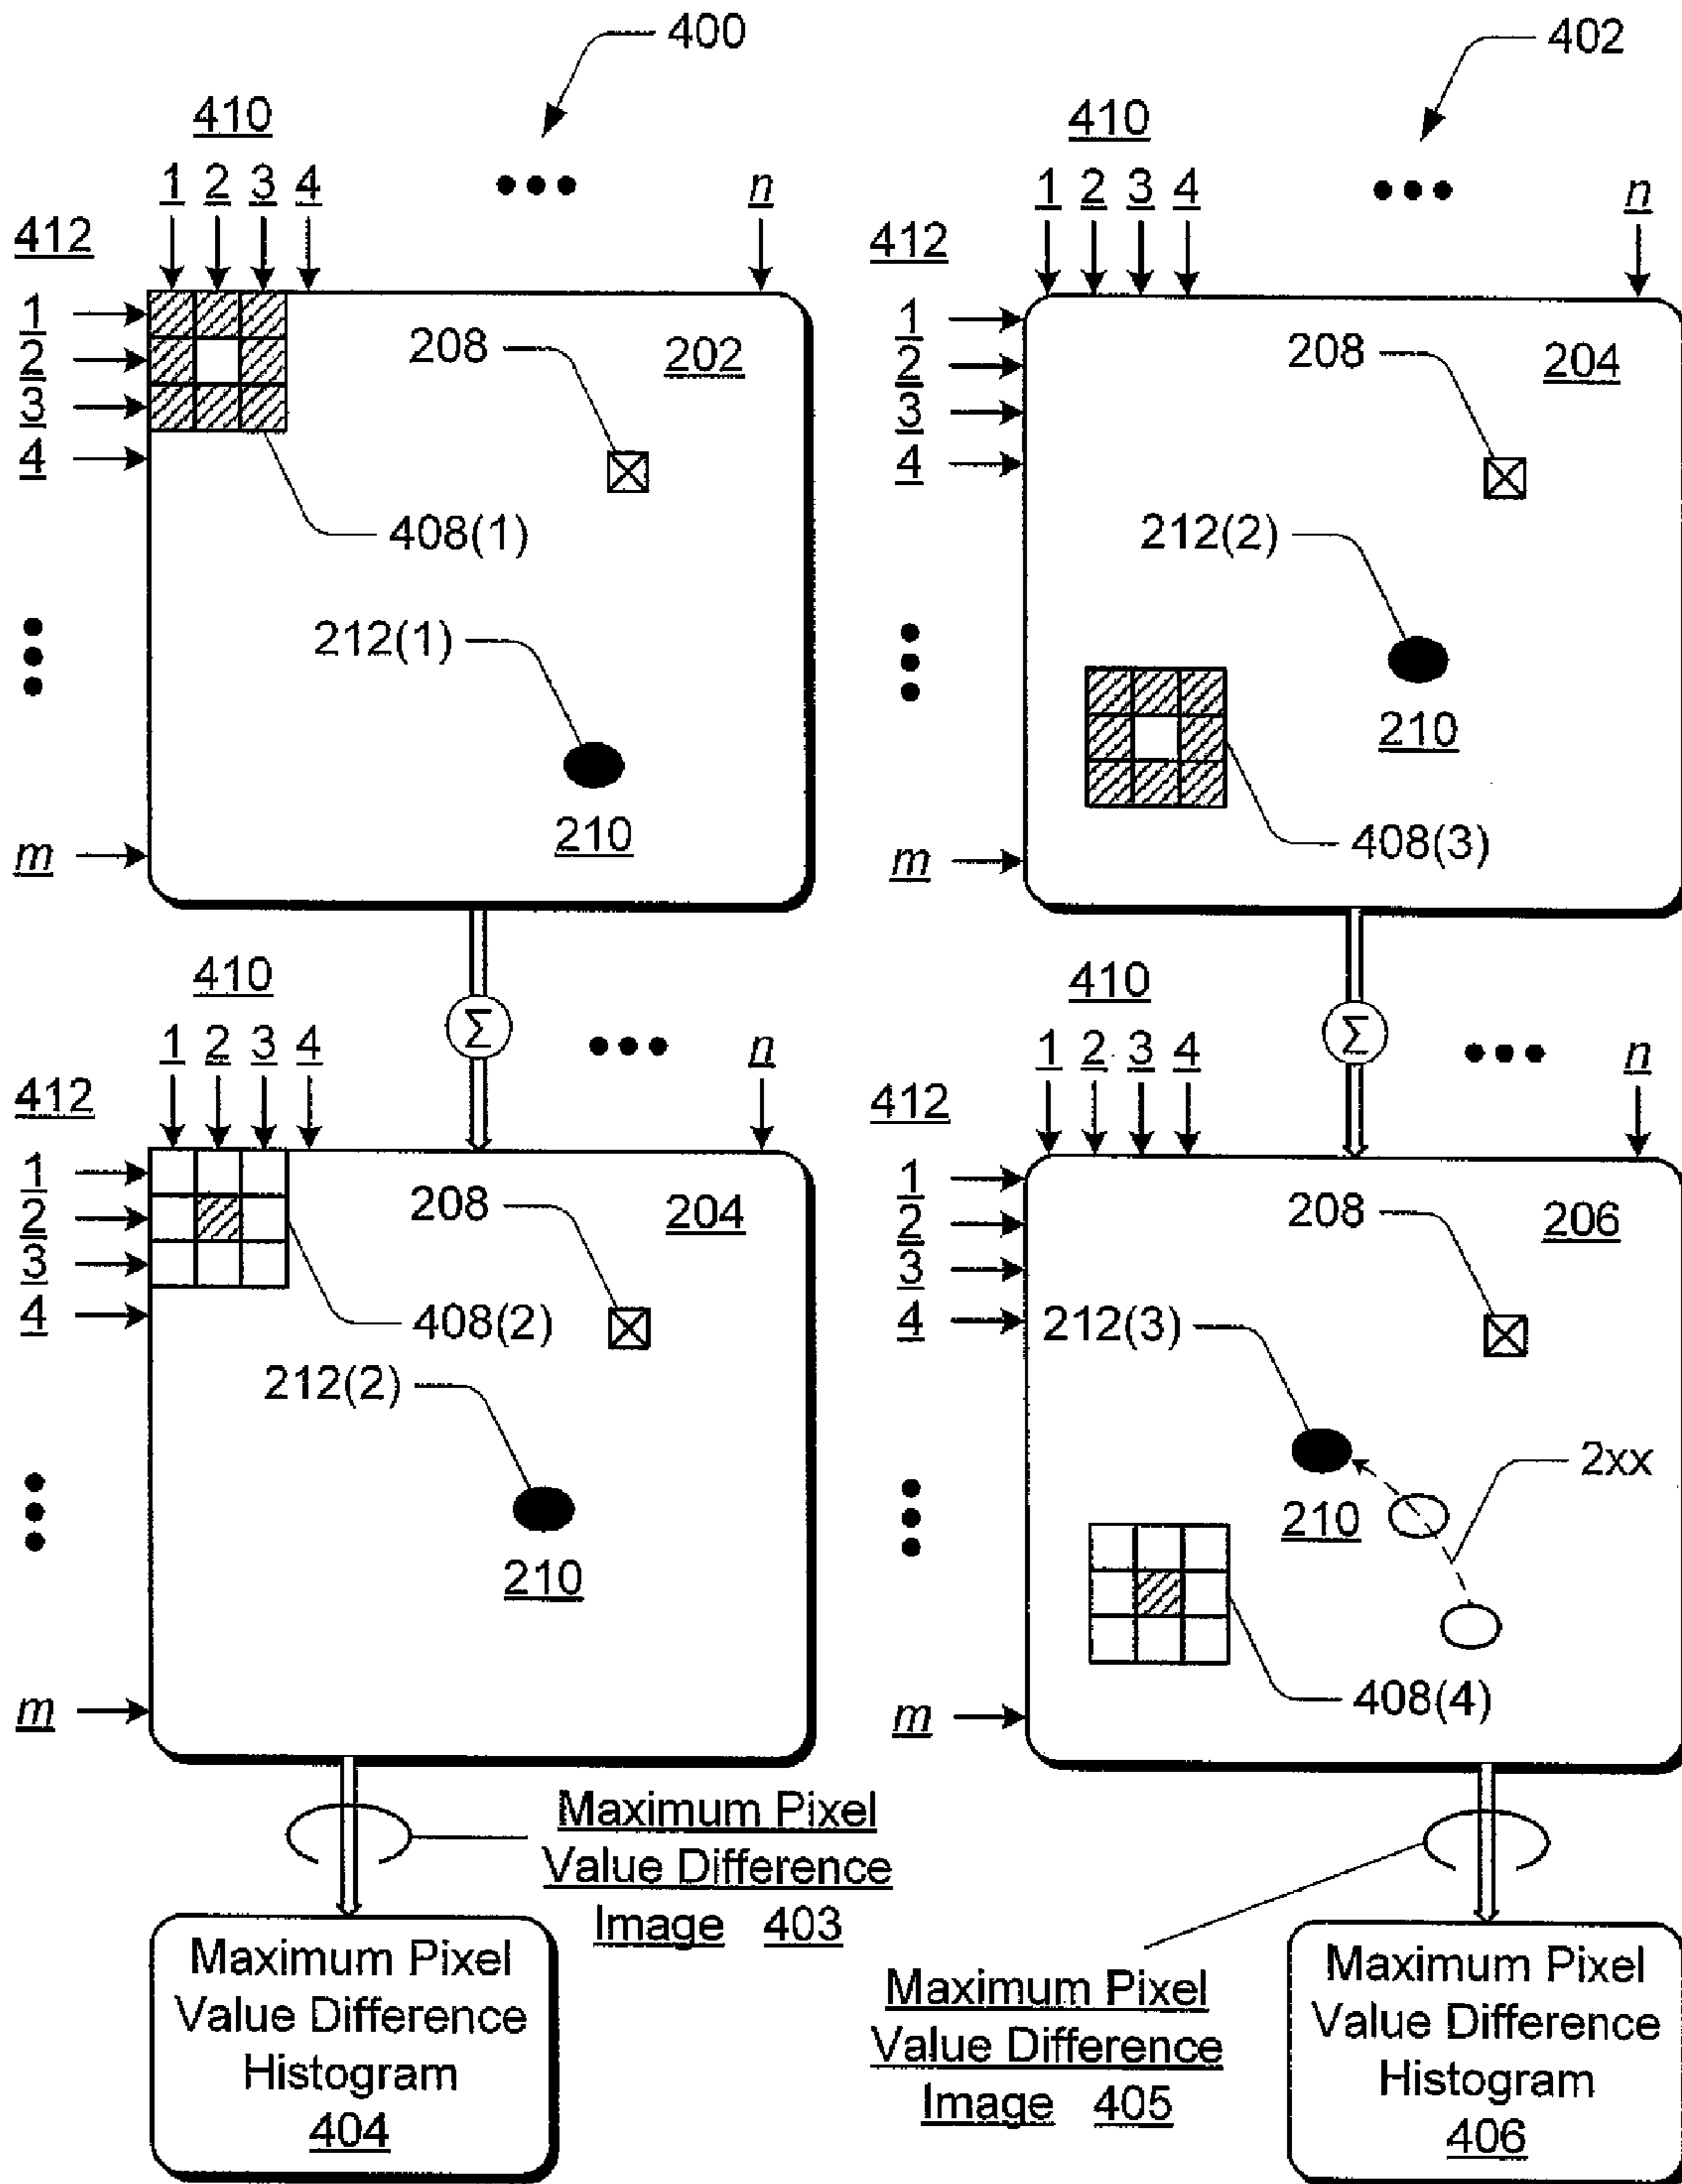 400
402
410
410
1 2 3 4
n
1 2 3 4
n
412
412
1
2
3
4
m
1
2
3
4
m
208
202
208
204
408(1)
212(2)
212(1)
210
210
408(3)
410
Σ
410
Σ
1 2 3 4
n
1 2 3 4
n
412
412
1
2
3
4
m
1
2
3
4
m
208
204
208
206
408(2)
212(3)
212(2)
2xx
210
210
408(4)
Maximum Pixel
Value Difference
Image 403
Maximum Pixel
Value Difference
Histogram
404
Maximum Pixel
Value Difference
Image 405
Maximum Pixel
Value Difference
Histogram
406